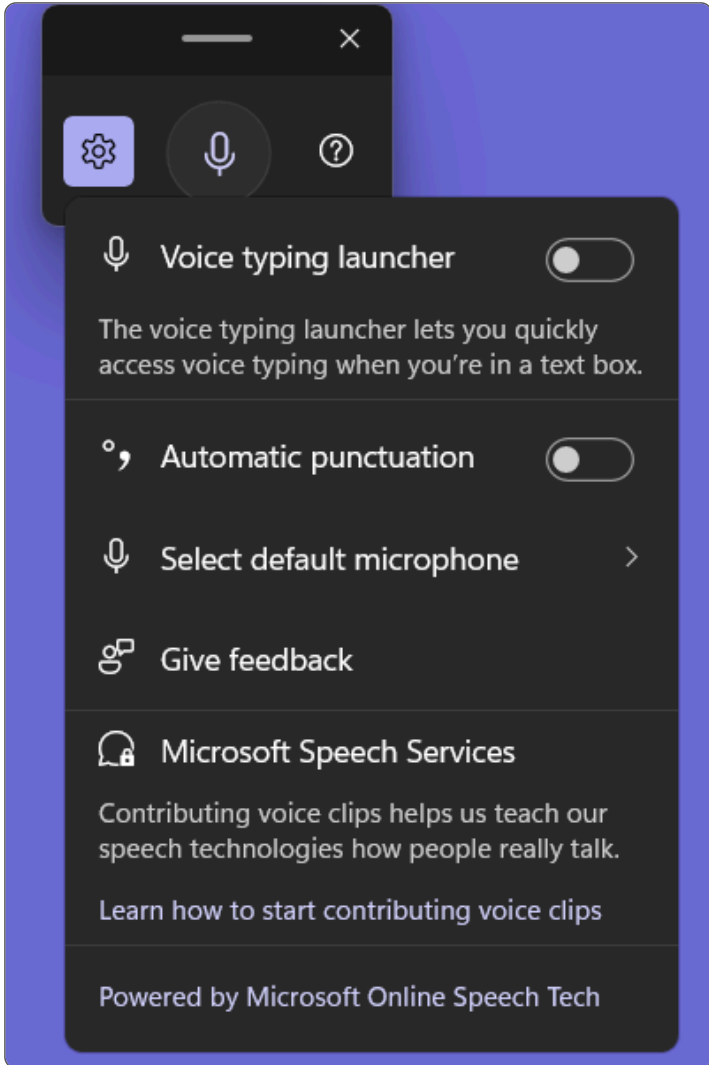 Voice typing launcher
The voice typing launcher lets you quickly
access voice typing when you’re in a text box.
Automatic punctuation
Select default microphone
Give feedback
Microsoft Speech Services
Contributing voice clips helps us teach our
speech technologies how people really talk.
Learn how to start contributing voice clips
Powered by Microsoft Online Speech Tech